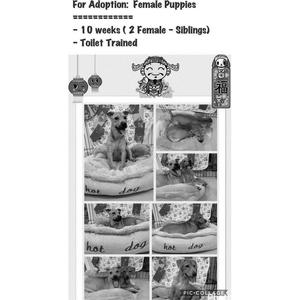 For Adoption: Female Puppies
============
- 10 weeks ( 2 Female - Siblings)
- Toilet Trained
福
hot dog
hot dog
hot dog
PIC-COLLAGE